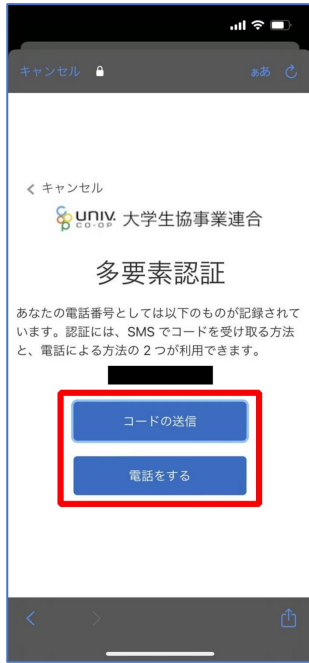 キャンセル ぁあ
キャンセル
univ. 大学生協事業連合
CO-OP
多要素認証
あなたの電話番号としては以下のものが記録されて
います。認証には、SMS でコードを受け取る方法
と、電話による方法の 2 つが利用できます。
コードの送信
電話をする